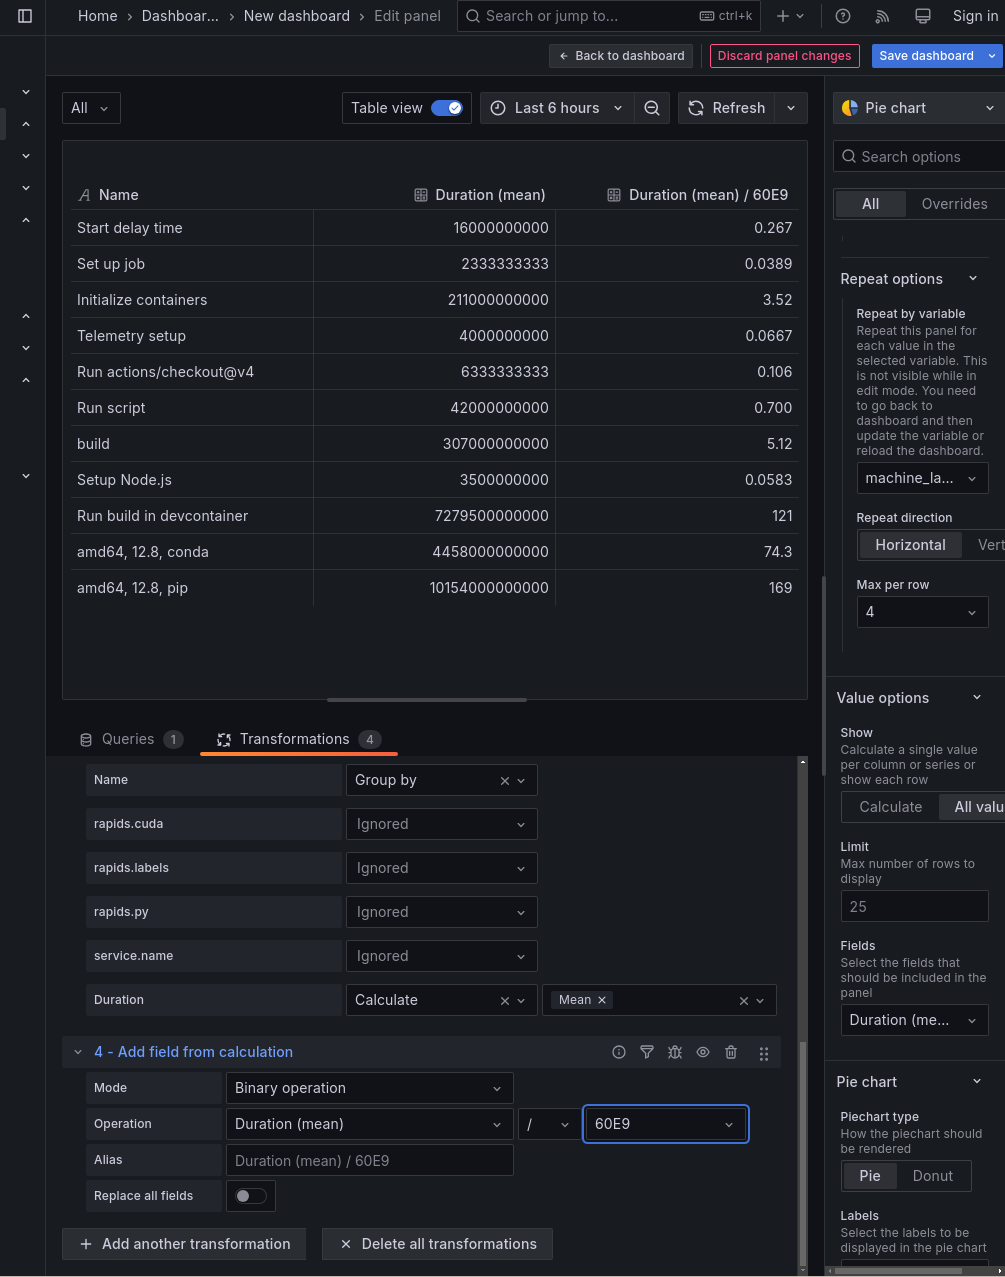 Home › Dashboar... › New dashboard › Edit panel
Search or jump to... ctrl+k
Sign in
Back to dashboard
Discard panel changes
Save dashboard
All
Table view
Last 6 hours
Refresh
Name Duration (mean) Duration (mean) / 60E9
Start delay time 16000000000 0.267
Set up job 2333333333 0.0389
Initialize containers 211000000000 3.52
Telemetry setup 4000000000 0.0667
Run actions/checkout@v4 6333333333 0.106
Run script 42000000000 0.700
build 307000000000 5.12
Setup Node.js 3500000000 0.0583
Run build in devcontainer 7279500000000 121
amd64, 12.8, conda 4458000000000 74.3
amd64, 12.8, pip 10154000000000 169
Queries 1
Transformations 4
Name Group by
rapids.cuda Ignored
rapids.labels Ignored
rapids.py Ignored
service.name Ignored
Duration Calculate Mean
4 - Add field from calculation
Mode Binary operation
Operation Duration (mean) / 60E9
Alias Duration (mean) / 60E9
Replace all fields
Add another transformation
Delete all transformations
Pie chart
Search options
All Overrides
Repeat options
Repeat by variable
Repeat this panel for
each value in the
selected variable. This
is not visible while in
edit mode. You need
to go back to
dashboard and then
update the variable or
reload the dashboard.
machine_la...
Repeat direction
Horizontal Vert
Max per row
4
Value options
Show
Calculate a single value
per column or series or
show each row
Calculate All valu
Limit
Max number of rows to
display
25
Fields
Select the fields that
should be included in the
panel
Duration (me...
Pie chart
Piechart type
How the piechart should
be rendered
Pie Donut
Labels
Select the labels to be
displayed in the pie chart